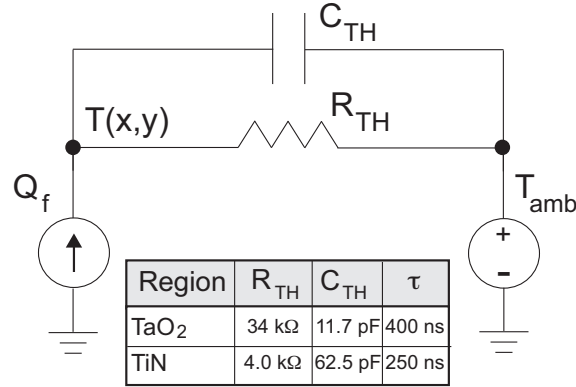 C_TH
R_TH
T(x,y)
Q_f
T_amb
+
-
Region R_TH C_TH τ
TaO₂ 34 kΩ 11.7 pF 400 ns
TiN 4.0 kΩ 62.5 pF 250 ns